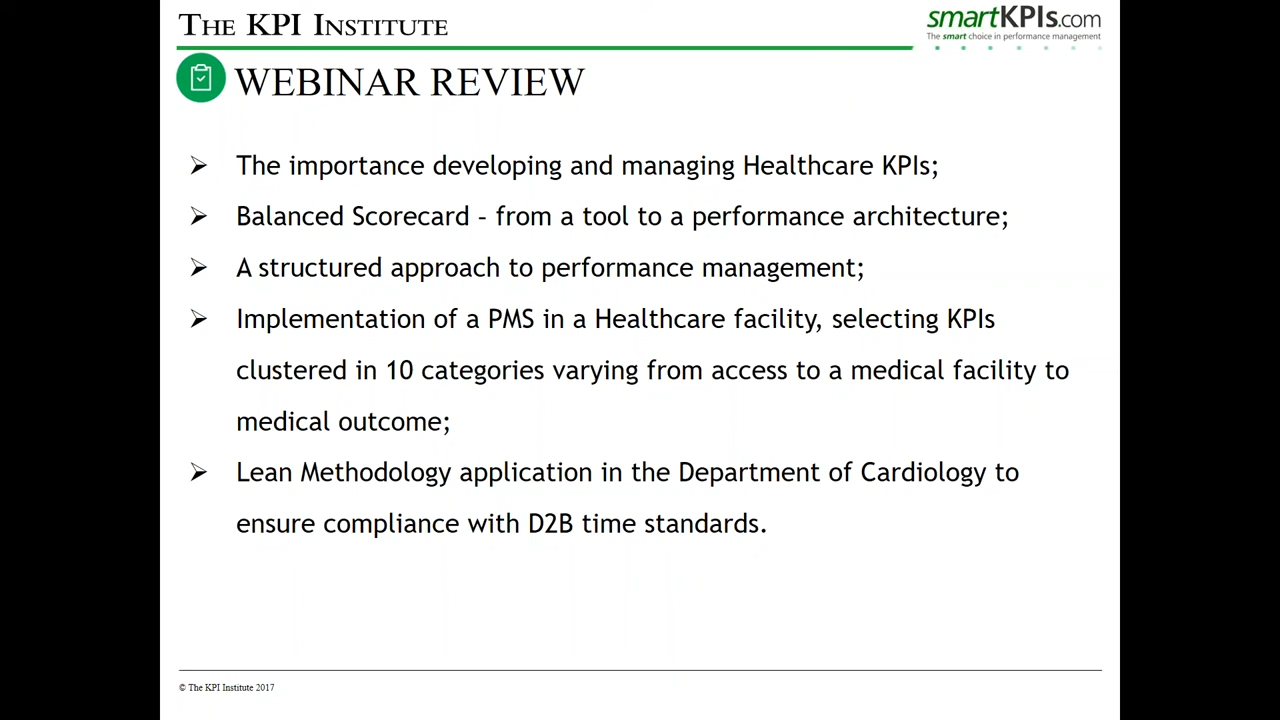 THE KPI INSTITUTE
smartKPIs.com
The smart choice in performance management
WEBINAR REVIEW
➢ The importance developing and managing Healthcare KPIs;
➢ Balanced Scorecard – from a tool to a performance architecture;
➢ A structured approach to performance management;
➢ Implementation of a PMS in a Healthcare facility, selecting KPIs
clustered in 10 categories varying from access to a medical facility to
medical outcome;
➢ Lean Methodology application in the Department of Cardiology to
ensure compliance with D2B time standards.
© The KPI Institute 2017